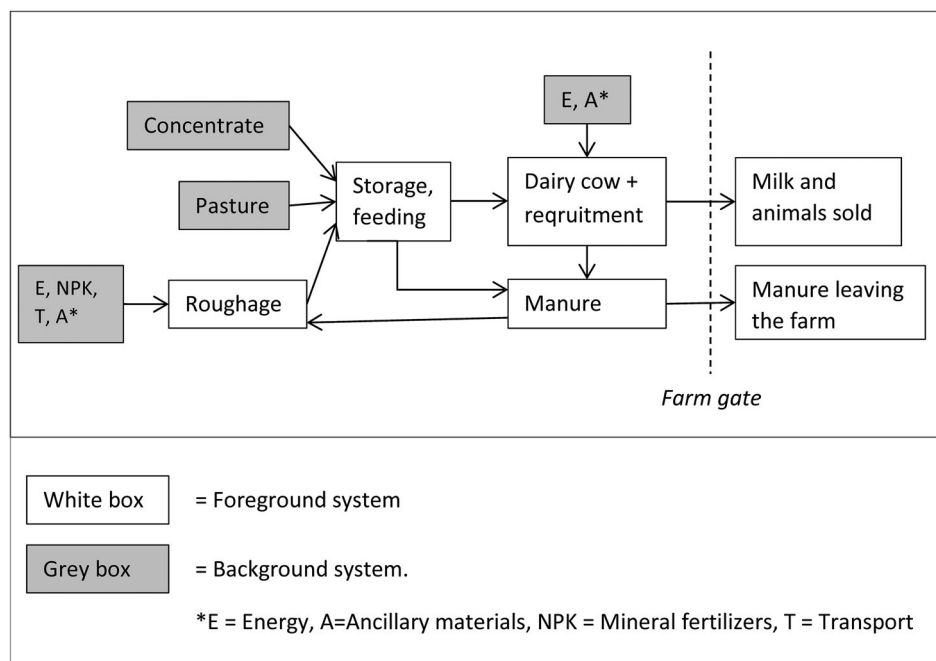 E, A*
Concentrate
Storage,
feeding
Dairy cow +
reqruitment
Milk and
animals sold
Pasture
E, NPK,
T, A*
Roughage
Manure
Manure leaving
the farm
Farm gate
White box = Foreground system
Grey box = Background system.
*E = Energy, A=Ancillary materials, NPK = Mineral fertilizers, T = Transport